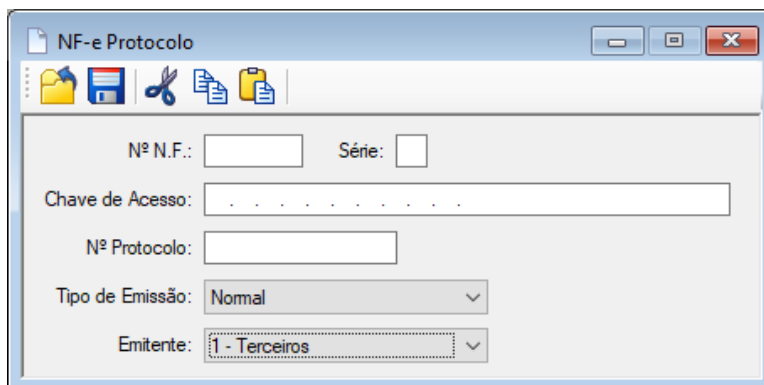 NF-e Protocolo
Nº N.F.: Série:
Chave de Acesso: . . . . . . . . . .
Nº Protocolo:
Tipo de Emissão: Normal
Emitente: 1 - Terceiros